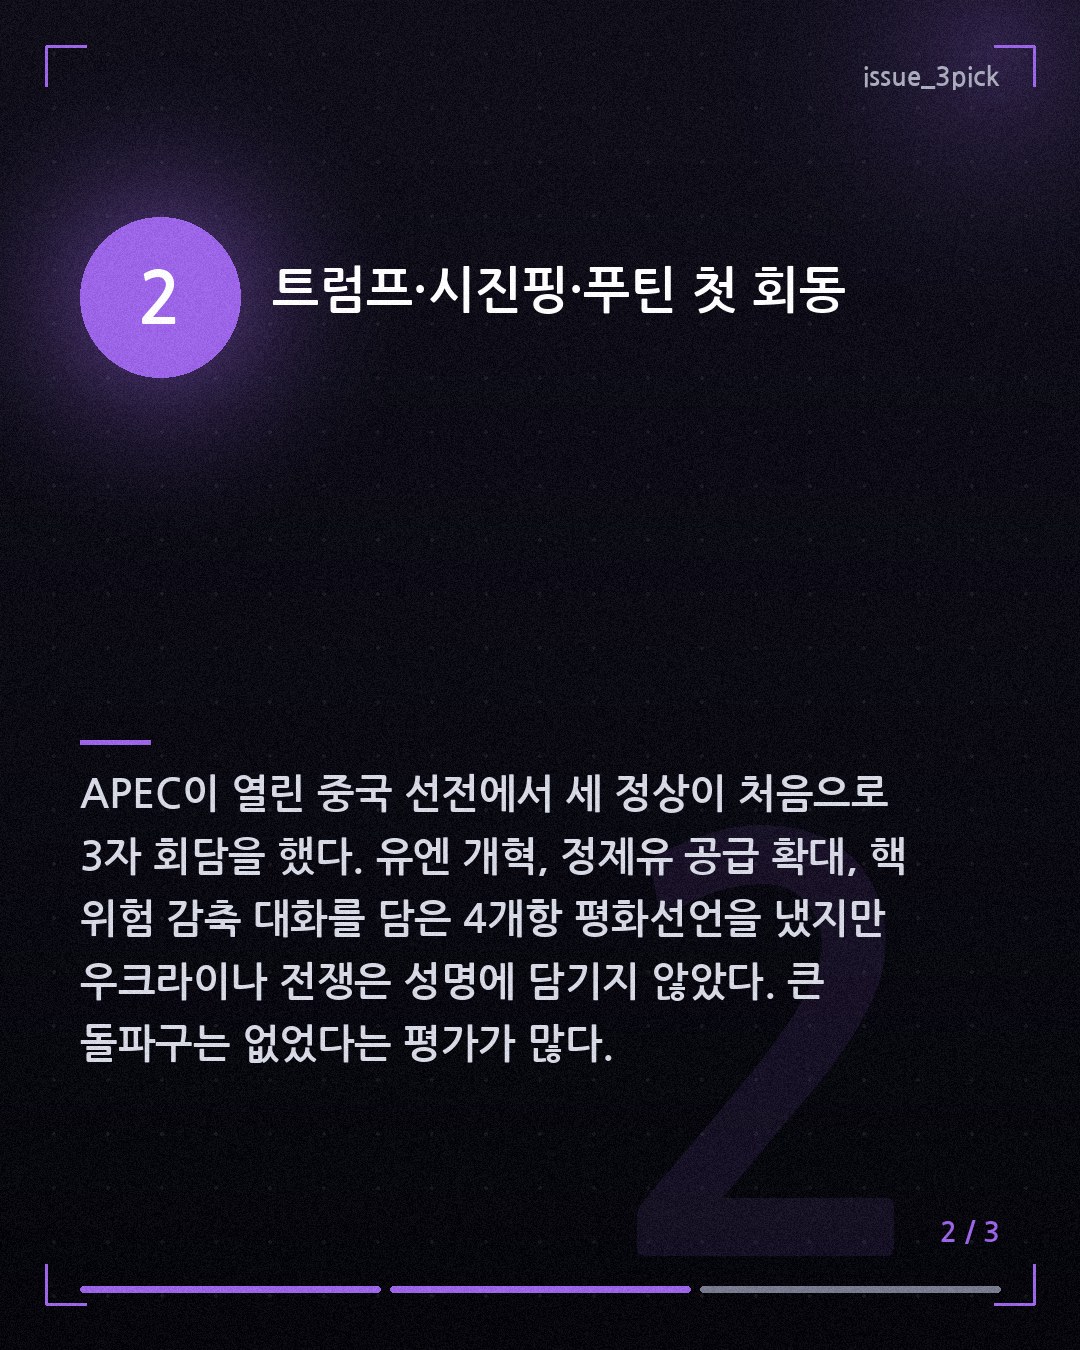 issue_3pick
2
트럼프·시진핑·푸틴 첫 회동
APEC이 열린 중국 선전에서 세 정상이 처음으로
3자 회담을 했다. 유엔 개혁, 정제유 공급 확대, 핵
위험 감축 대화를 담은 4개항 평화선언을 냈지만
우크라이나 전쟁은 성명에 담기지 않았다. 큰
돌파구는 없었다는 평가가 많다.
2
2 / 3